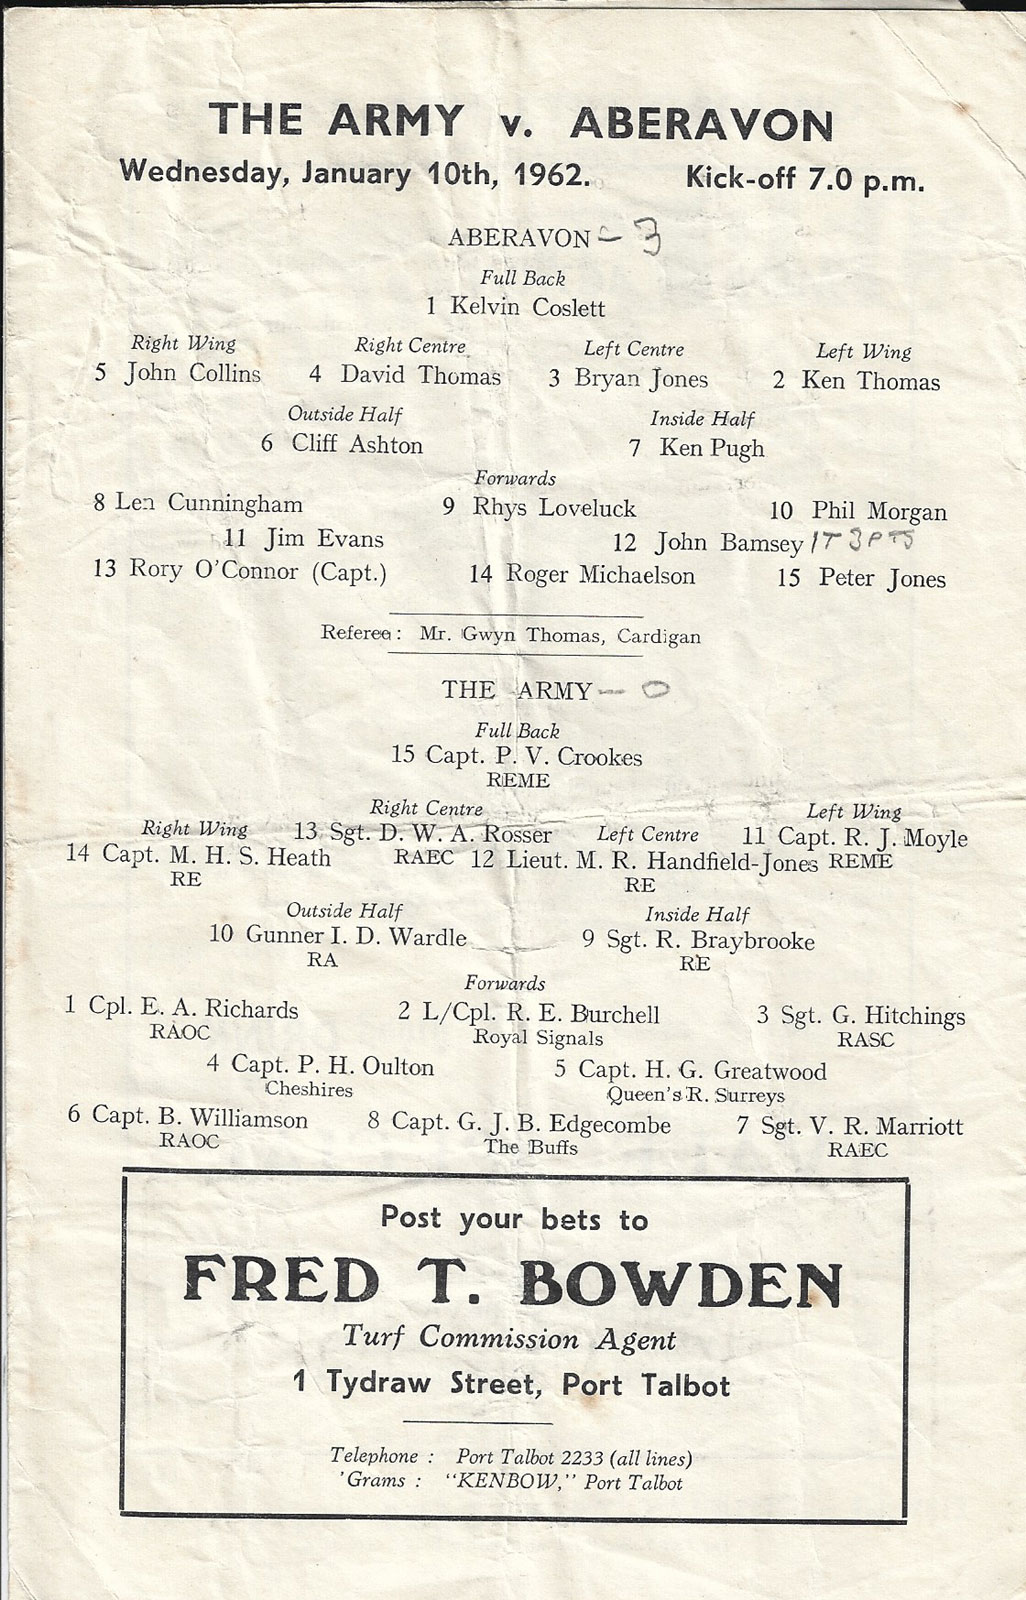 THE ARMY v. ABERAVON
Wednesday, January 10th, 1962. Kick-off 7.0 p.m.
ABERAVON - 3
Full Back
1 Kelvin Coslett
Right Wing Right Centre Left Centre Left Wing
5 John Collins 4 David Thomas 3 Bryan Jones 2 Ken Thomas
Outside Half Inside Half
6 Cliff Ashton 7 Ken Pugh
Forwards
8 Len Cunningham 9 Rhys Loveluck 10 Phil Morgan
11 Jim Evans 12 John Bamsey 1T 3PTS
13 Rory O'Connor (Capt.) 14 Roger Michaelson 15 Peter Jones
Referee : Mr. Gwyn Thomas, Cardigan
THE ARMY - 0
Full Back
15 Capt. P. V. Crookes
REME
Right Centre Left Wing
Right Wing 13 Sgt. D. W. A. Rosser Left Centre 11 Capt. R. J. Moyle
14 Capt. M. H. S. Heath RAEC 12 Lieut. M. R. Handfield-Jones REME
RE RE
Outside Half Inside Half
10 Gunner I. D. Wardle 9 Sgt. R. Braybrooke
RA RE
Forwards
1 Cpl. E. A. Richards 2 L/Cpl. R. E. Burchell 3 Sgt. G. Hitchings
RAOC Royal Signals RASC
4 Capt. P. H. Oulton 5 Capt. H. G. Greatwood
Cheshires Queen's R. Surreys
6 Capt. B. Williamson 8 Capt. G. J. B. Edgecombe 7 Sgt. V. R. Marriott
RAOC The Buffs RAEC
Post your bets to
FRED T. BOWDEN
Turf Commission Agent
1 Tydraw Street, Port Talbot
Telephone : Port Talbot 2233 (all lines)
'Grams : "KENBOW," Port Talbot